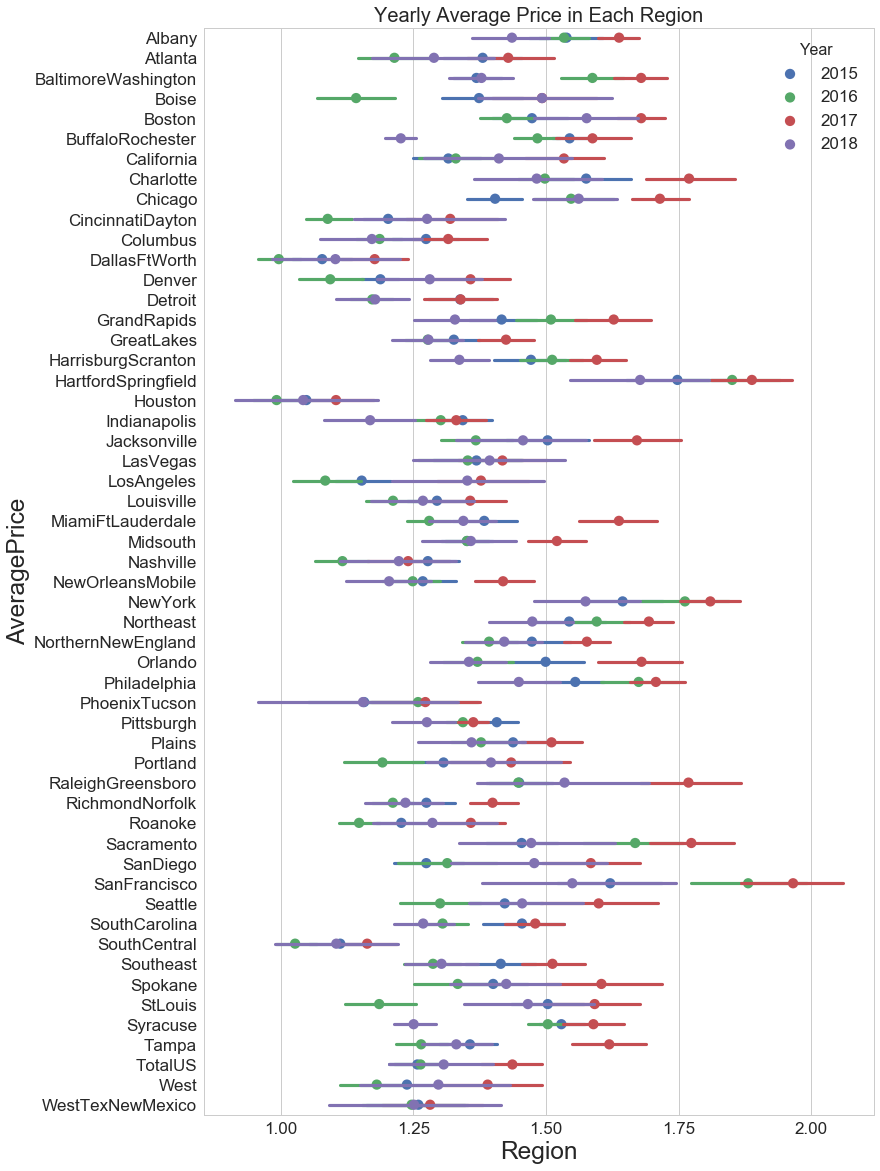 Yearly Average Price in Each Region
Year
2015
2016
2017
2018
AveragePrice
Albany
Atlanta
BaltimoreWashington
Boise
Boston
BuffaloRochester
California
Charlotte
Chicago
CincinnatiDayton
Columbus
DallasFtWorth
Denver
Detroit
GrandRapids
GreatLakes
HarrisburgScranton
HartfordSpringfield
Houston
Indianapolis
Jacksonville
LasVegas
LosAngeles
Louisville
MiamiFtLauderdale
Midsouth
Nashville
NewOrleansMobile
NewYork
Northeast
NorthernNewEngland
Orlando
Philadelphia
PhoenixTucson
Pittsburgh
Plains
Portland
RaleighGreensboro
RichmondNorfolk
Roanoke
Sacramento
SanDiego
SanFrancisco
Seattle
SouthCarolina
SouthCentral
Southeast
Spokane
StLouis
Syracuse
Tampa
TotalUS
West
WestTexNewMexico
1.00 1.25 1.50 1.75 2.00
Region